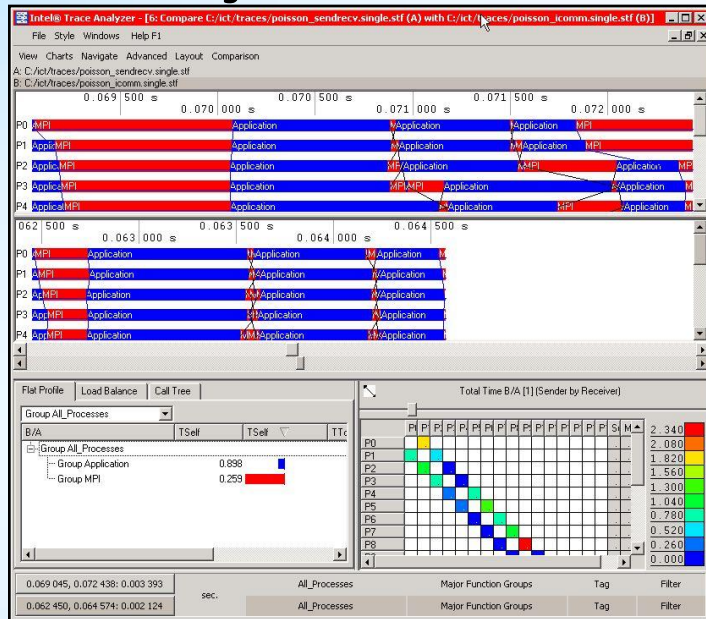 Intel® Trace Analyzer - [6: Compare C:/ict/traces/poisson_sendrecv.single.stf (A) with C:/ict/traces/poisson_icomm.single.stf (B)]
File Style Windows Help F1
View Charts Navigate Advanced Layout Comparison
A: C:/ict/traces/poisson_sendrecv.single.stf
B: C:/ict/traces/poisson_icomm.single.stf
0.069 500 s 0.070 500 s 0.071 500 s
0.070 000 s 0.071 000 s 0.072 000 s
P0 MPI Application Application Application MPI
P1 Applic MPI Application Application Application MPI
P2 Applic MPI Application Application MPI Application MP
P3 Applica MPI Application MPI Application Application
P4 Applica MPI Application Application MPI Application M
062 500 s 0.063 500 s 0.064 500 s
0.063 000 s 0.064 000 s
P0 MPI Application Application Application M
P1 MPI Application Application Application
P2 Ap MPI Application Application Application
P3 Ap MPI Application Application Application
P4 App MPI Application Application Application
Flat Profile Load Balance Call Tree
Group All_Processes
B/A TSelf TSelf TTo
Group All_Processes
Group Application 0.898
Group MPI 0.259
Total Time B/A [1] (Sender by Receiver)
P0
P1
P2
P3
P4
P5
P6
P7
P8
2.340
2.080
1.820
1.560
1.300
1.040
0.780
0.520
0.260
0.000
0.069 045, 0.072 438: 0.003 393 sec. All_Processes Major Function Groups Tag Filter
0.062 450, 0.064 574: 0.002 124 All_Processes Major Function Groups Tag Filter